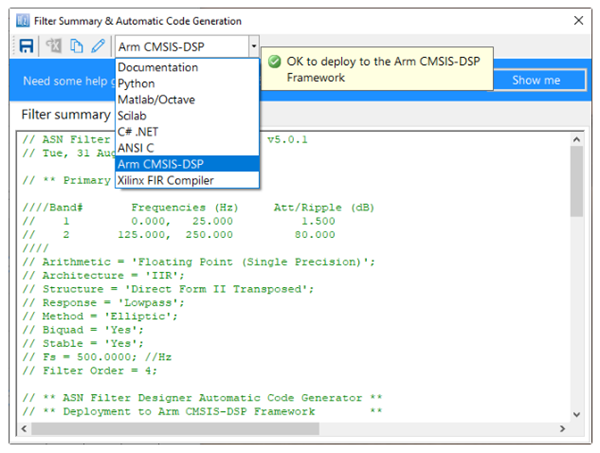 Filter Summary & Automatic Code Generation
Arm CMSIS-DSP
OK to deploy to the Arm CMSIS-DSP
Framework
Documentation
Python
Matlab/Octave
Scilab
C# .NET
ANSI C
Arm CMSIS-DSP
Xilinx FIR Compiler
Need some help
Show me
Filter summary
// ASN Filter v5.0.1
// Tue, 31 Aug
// ** Primary
////Band# Frequencies (Hz) Att/Ripple (dB)
// 1 0.000, 25.000 1.500
// 2 125.000, 250.000 80.000
////
// Arithmetic = 'Floating Point (Single Precision)';
// Architecture = 'IIR';
// Structure = 'Direct Form II Transposed';
// Response = 'Lowpass';
// Method = 'Elliptic';
// Biquad = 'Yes';
// Stable = 'Yes';
// Fs = 500.0000; //Hz
// Filter Order = 4;
// ** ASN Filter Designer Automatic Code Generator **
// ** Deployment to Arm CMSIS-DSP Framework **